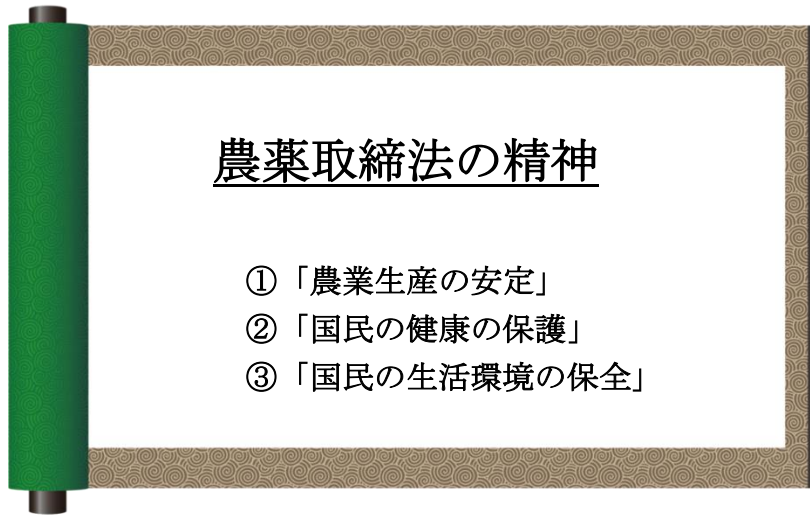 農薬取締法の精神
①「農業生産の安定」
②「国民の健康の保護」
③「国民の生活環境の保全」